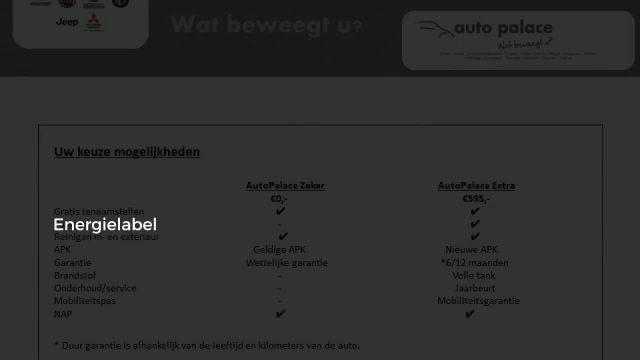 Jeep
Wat beweegt u?
auto palace
Wat beweegt u?
Uw keuze mogelijkheden
AutoPalace Zeker AutoPalace Extra
€0,- €595,-
Gratis tenaamstellen ✔ ✔
Energielabel
- ✔
Reinigen in- en exterieur ✔ ✔
APK Geldige APK Nieuwe APK
Garantie Wettelijke garantie *6/12 maanden
Brandstof - Volle tank
Onderhoud/service - Jaarbeurt
Mobiliteitspas - Mobiliteitsgarantie
NAP ✔ ✔
* Duur garantie is afhankelijk van de leeftijd en kilometers van de auto.